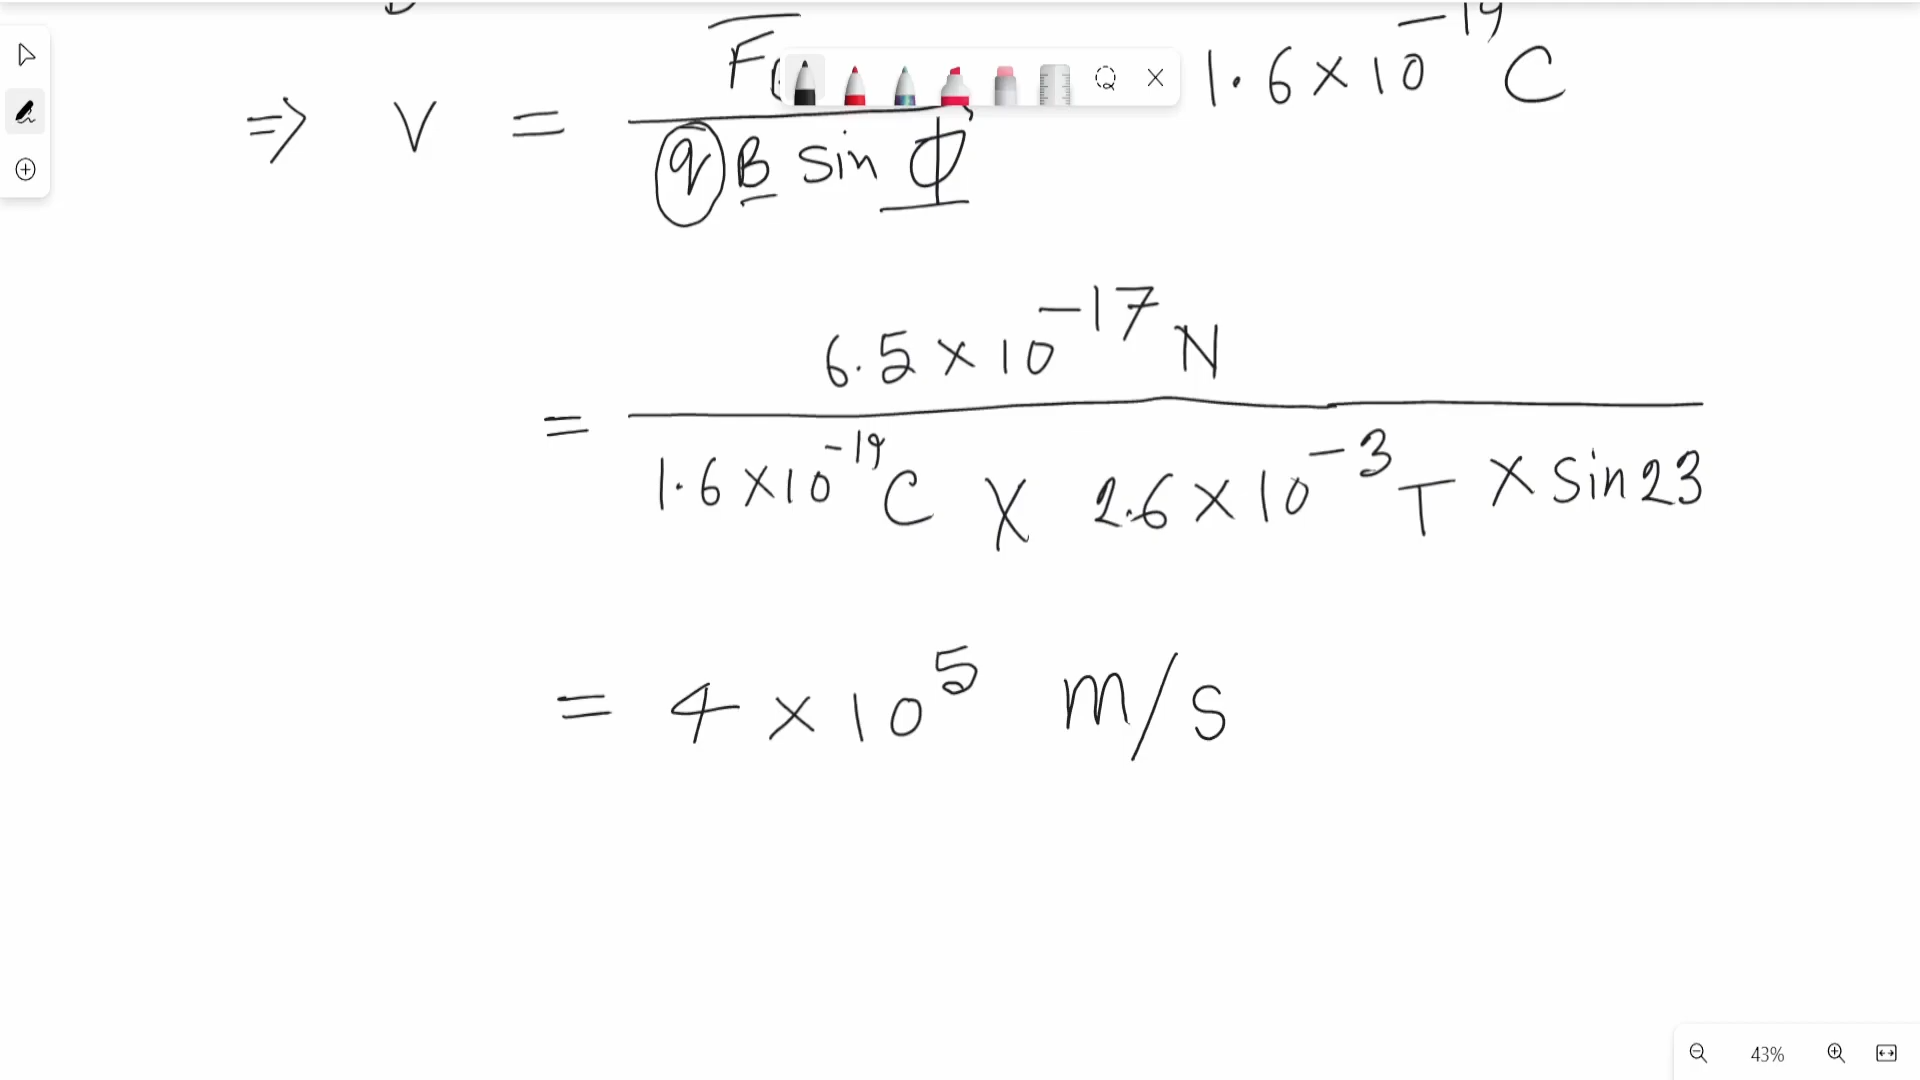 -19
F
1.6×10 C
⇒ V =
q B sin Φ
6.5×10⁻¹⁷ N
=
1.6×10⁻¹⁹ C × 2.6×10⁻³ T × sin 23
= 4×10⁵ m/s
43%